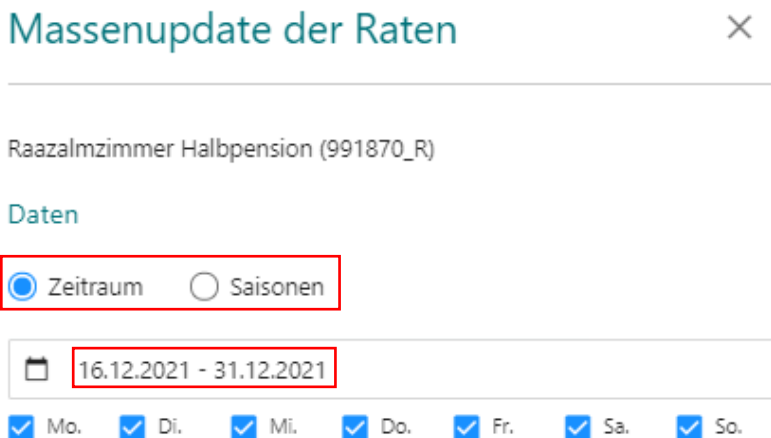 Massenupdate der Raten
Raazalmzimmer Halbpension (991870_R)
Daten
Zeitraum Saisonen
16.12.2021 - 31.12.2021
Mo. Di. Mi. Do. Fr. Sa. So.